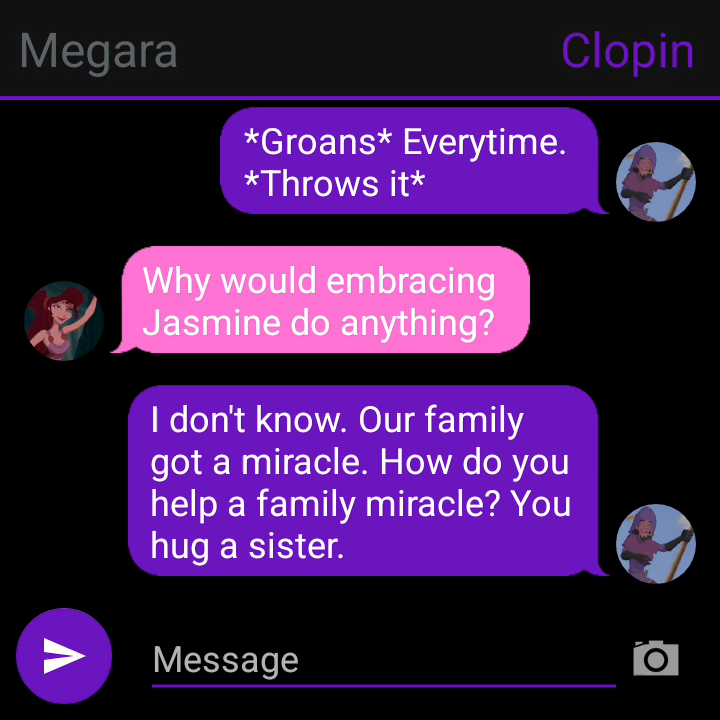 Megara Clopin
*Groans* Everytime.
*Throws it*
Why would embracing
Jasmine do anything?
I don't know. Our family
got a miracle. How do you
help a family miracle? You
hug a sister.
Message